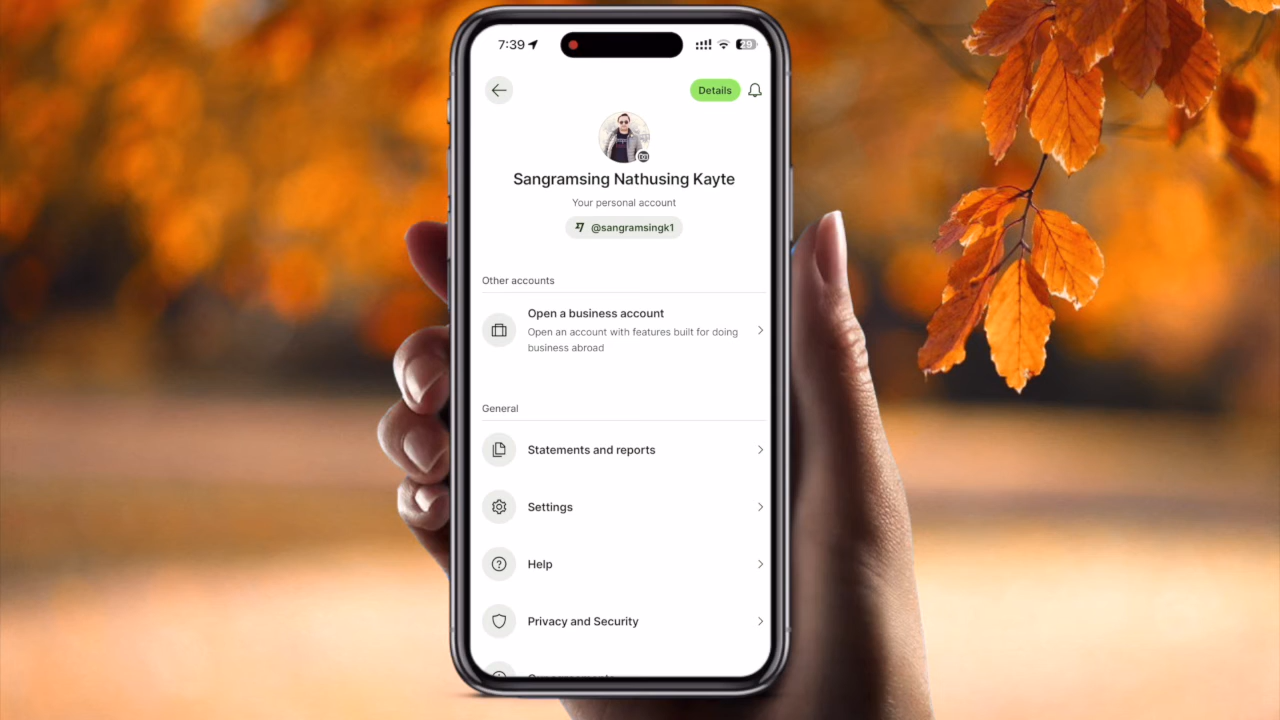 7:39
29
Details
Sangramsing Nathusing Kayte
Your personal account
@sangramsingk1
Other accounts
Open a business account
Open an account with features built for doing
business abroad
General
Statements and reports
Settings
Help
Privacy and Security